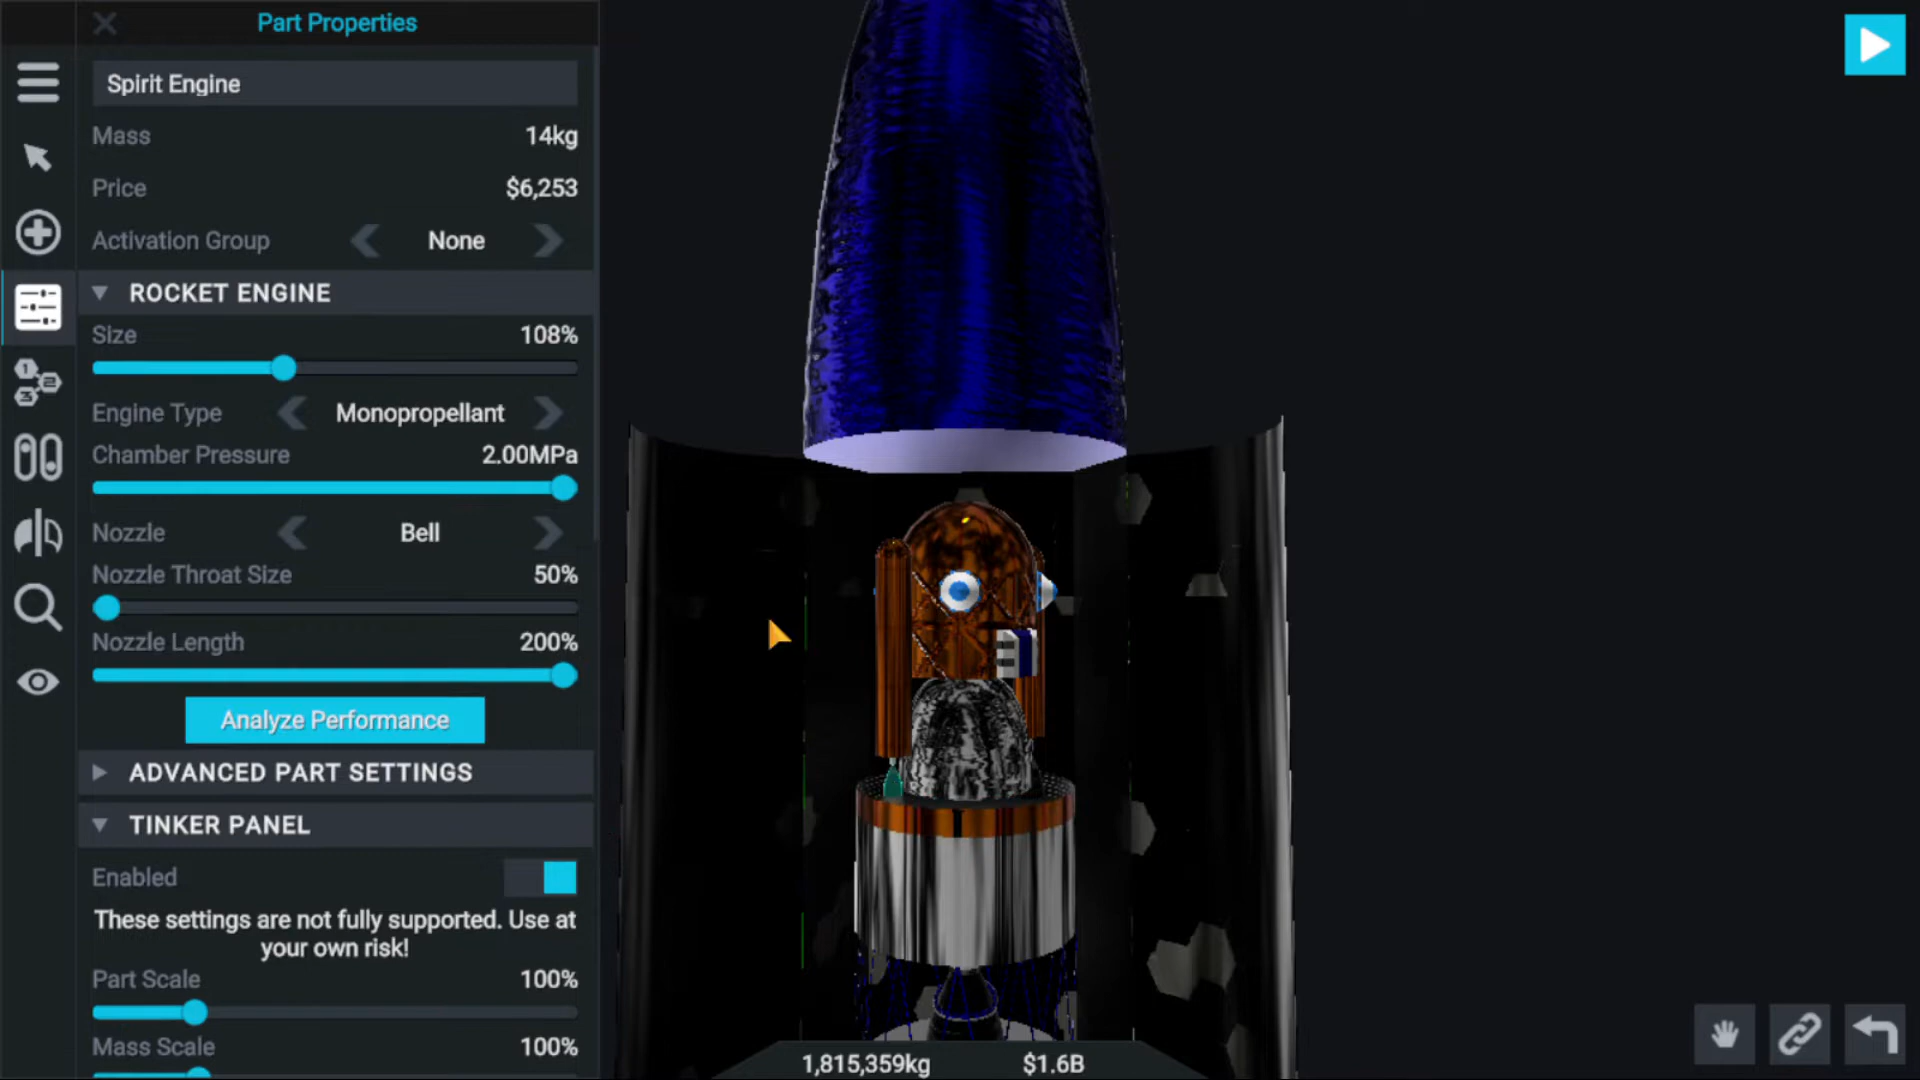 Part Properties
Spirit Engine
Mass 14kg
Price $6,253
Activation Group None
ROCKET ENGINE
Size 108%
Engine Type Monopropellant
Chamber Pressure 2.00MPa
Nozzle Bell
Nozzle Throat Size 50%
Nozzle Length 200%
Analyze Performance
ADVANCED PART SETTINGS
TINKER PANEL
Enabled
These settings are not fully supported. Use at
your own risk!
Part Scale 100%
Mass Scale 100%
1 2
3
1,815,359kg $1.6B